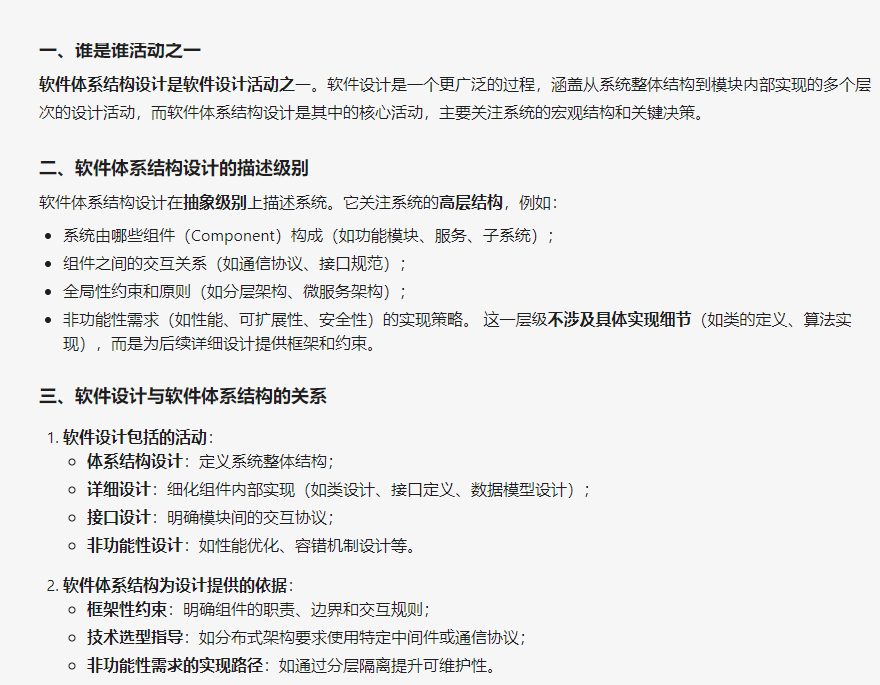 一、谁是谁活动之一
软件体系结构设计是软件设计活动之一。软件设计是一个更广泛的过程，涵盖从系统整体结构到模块内部实现的多个层
次的设计活动，而软件体系结构设计是其中的核心活动，主要关注系统的宏观结构和关键决策。
二、软件体系结构设计的描述级别
软件体系结构设计在抽象级别上描述系统。它关注系统的高层结构，例如：
• 系统由哪些组件（Component）构成（如功能模块、服务、子系统）；
• 组件之间的交互关系（如通信协议、接口规范）；
• 全局性约束和原则（如分层架构、微服务架构）；
• 非功能性需求（如性能、可扩展性、安全性）的实现策略。 这一层级不涉及具体实现细节（如类的定义、算法实
现），而是为后续详细设计提供框架和约束。
三、软件设计与软件体系结构的关系
1. 软件设计包括的活动：
○ 体系结构设计：定义系统整体结构；
○ 详细设计：细化组件内部实现（如类设计、接口定义、数据模型设计）；
○ 接口设计：明确模块间的交互协议；
○ 非功能性设计：如性能优化、容错机制设计等。
2. 软件体系结构为设计提供的依据：
○ 框架性约束：明确组件的职责、边界和交互规则；
○ 技术选型指导：如分布式架构要求使用特定中间件或通信协议；
○ 非功能性需求的实现路径：如通过分层隔离提升可维护性。